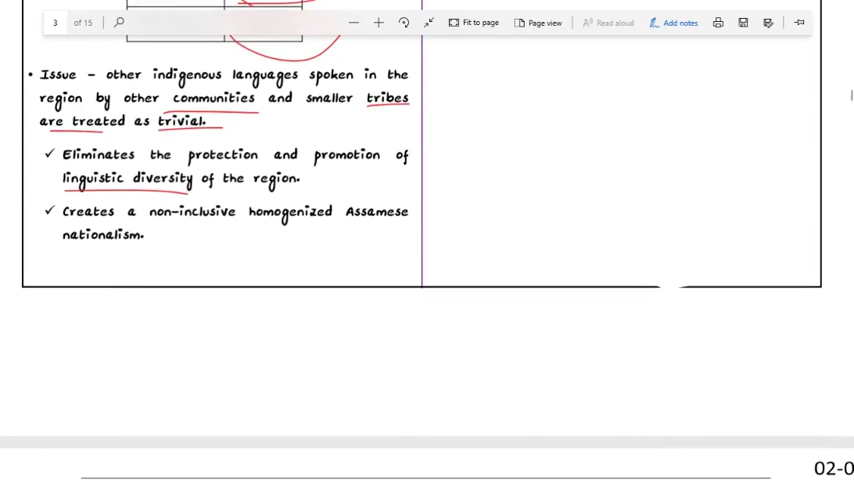 3 of 15
Fit to page
Page view
Read aloud
Add notes
• Issue – other indigenous languages spoken in the
region by other communities and smaller tribes
are treated as trivial.
✓ Eliminates the protection and promotion of
linguistic diversity of the region.
✓ Creates a non-inclusive homogenized Assamese
nationalism.
02-0